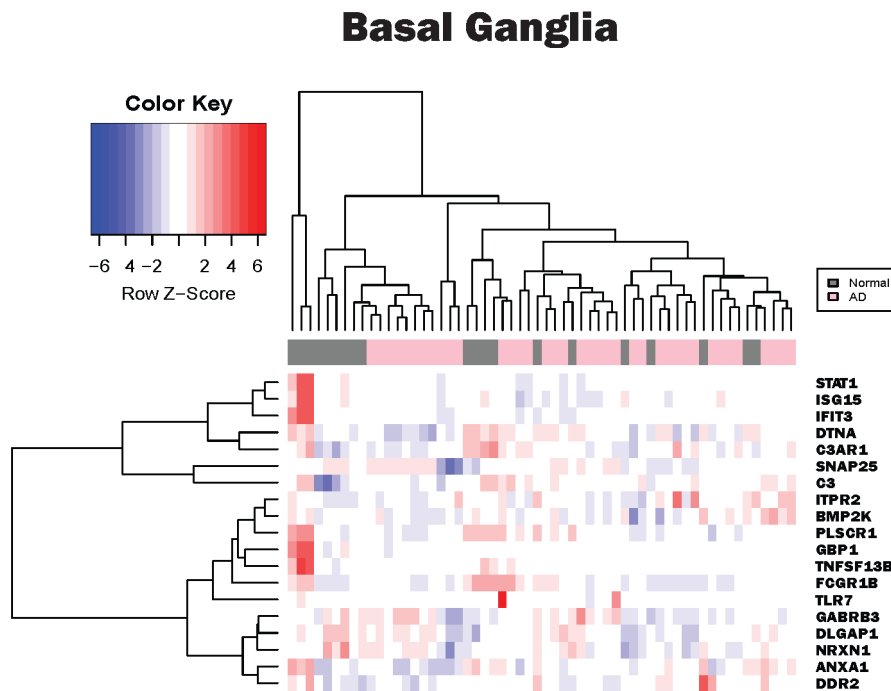 Basal Ganglia
Color Key
−6 4 −2 2 4 6
Row Z−Score
Normal
AD
STAT1
ISG15
IFIT3
DTNA
C3AR1
SNAP25
C3
ITPR2
BMP2K
PLSCR1
GBP1
TNFSF13B
FCGR1B
TLR7
GABRB3
DLGAP1
NRXN1
ANXA1
DDR2